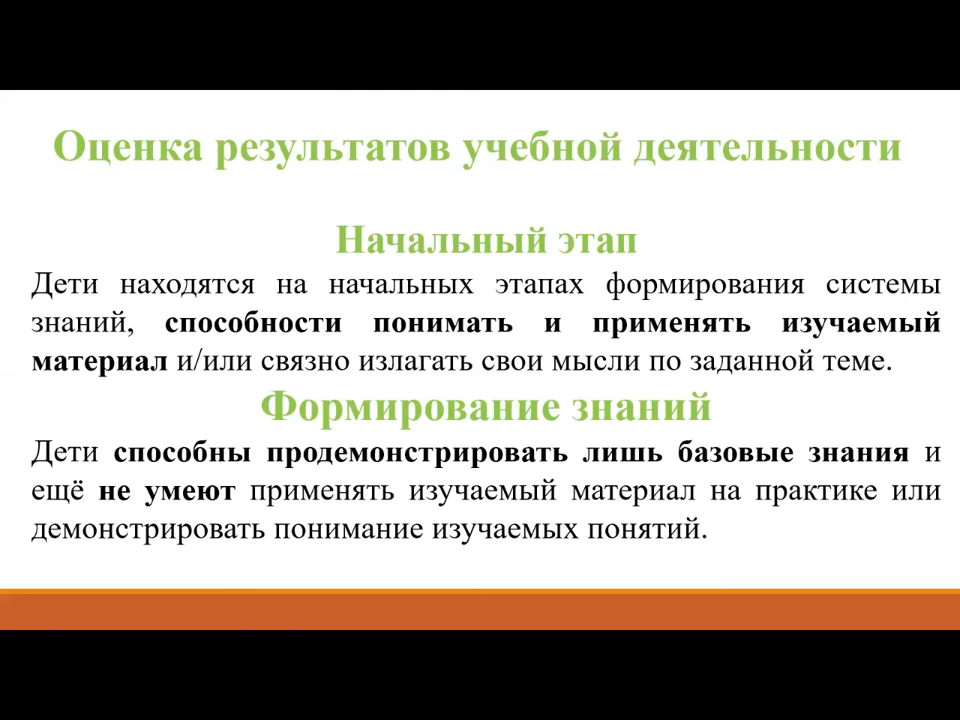 Оценка результатов учебной деятельности
Начальный этап
Дети находятся на начальных этапах формирования системы
знаний, способности понимать и применять изучаемый
материал и/или связно излагать свои мысли по заданной теме.
Формирование знаний
Дети способны продемонстрировать лишь базовые знания и
ещё не умеют применять изучаемый материал на практике или
демонстрировать понимание изучаемых понятий.